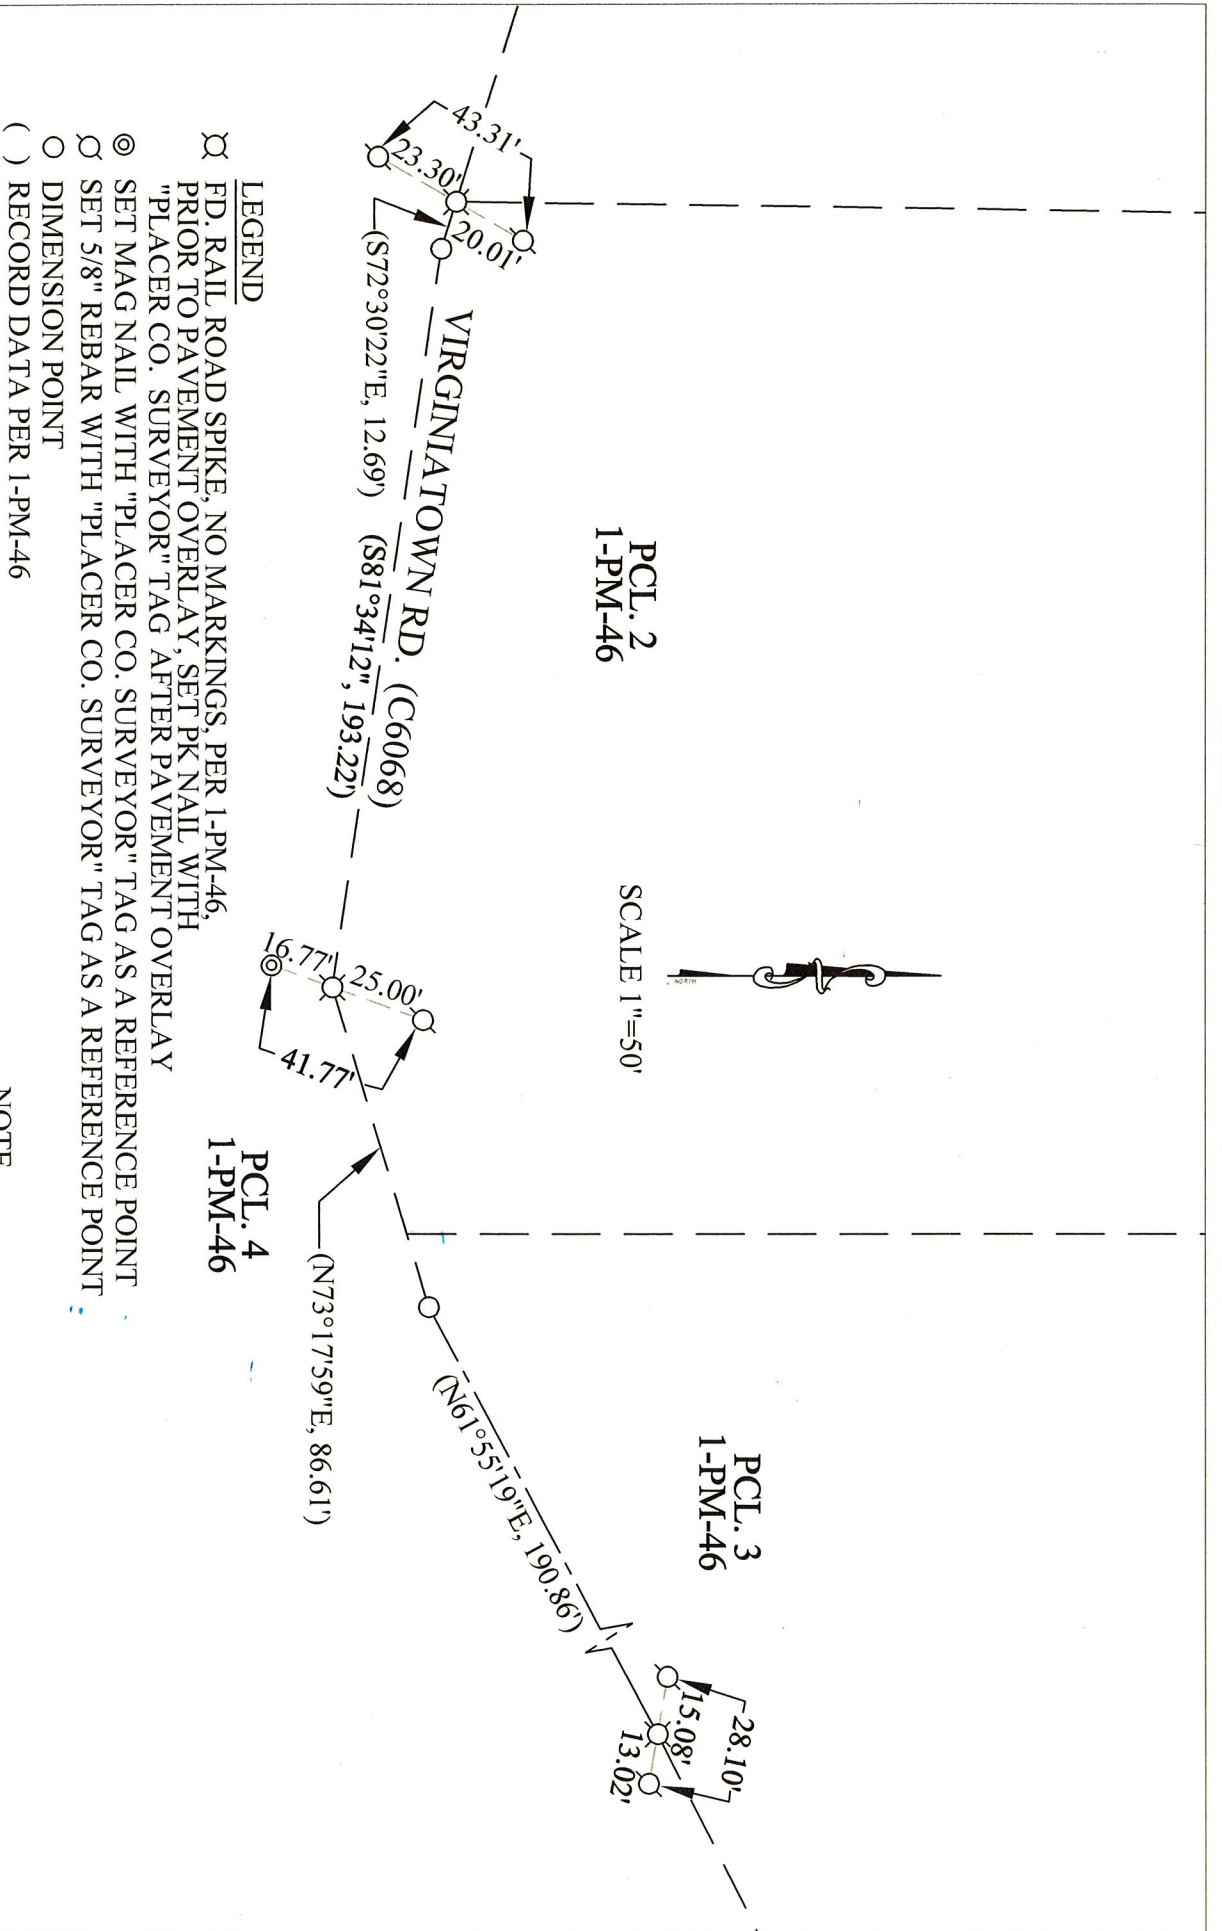 PCL. 2
1-PM-46
SCALE 1"=50'
NORTH
PCL. 3
1-PM-46
43.31'
23.30'
20.01'
VIRGINIATOWN RD. (C6068)
(S72°30'22"E, 12.69')
(S81°34'12", 193.22')
16.77'
25.00'
41.77'
PCL. 4
1-PM-46
(N73°17'59"E, 86.61')
(N61°55'19"E, 190.86')
28.10'
15.08'
13.02'
LEGEND
FD. RAIL ROAD SPIKE, NO MARKINGS, PER 1-PM-46,
PRIOR TO PAVEMENT OVERLAY, SET PK NAIL WITH
"PLACER CO. SURVEYOR" TAG AFTER PAVEMENT OVERLAY
SET MAG NAIL WITH "PLACER CO. SURVEYOR" TAG AS A REFERENCE POINT
SET 5/8" REBAR WITH "PLACER CO. SURVEYOR" TAG AS A REFERENCE POINT
DIMENSION POINT
( ) RECORD DATA PER 1-PM-46
NOTE